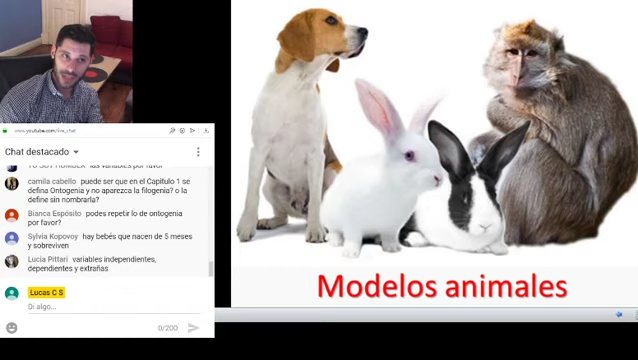 www.youtube.com/live_chat
Chat destacado
las variables por favor
camila cabello puede ser que en el Capitulo 1 se
defina Ontogenia y no aparezca la filogenia? o la
define sin nombrarla?
Bianca Espósito podes repetir lo de ontogenia
por favor?
Sylvia Kopovoy hay bebés que nacen de 5 meses
y sobreviven
Lucía Pittari variables independientes,
dependientes y extrañas
Lucas C S
Di algo...
0/200
Modelos animales